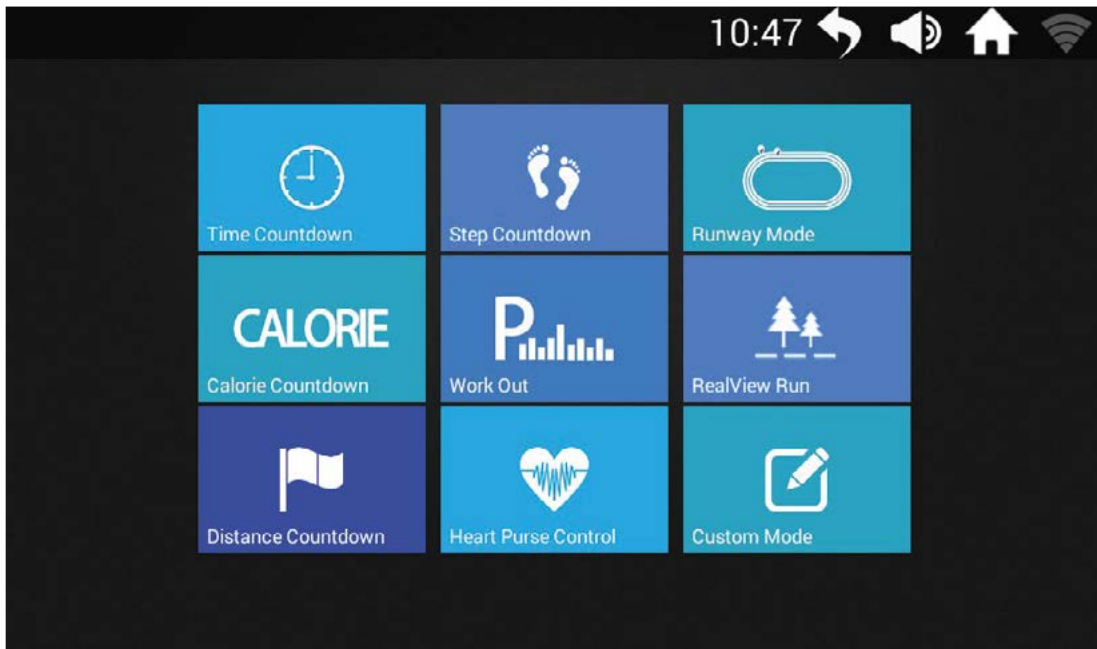 10:47
Time Countdown
Step Countdown
Runway Mode
CALORIE
Calorie Countdown
P
Work Out
RealView Run
Distance Countdown
Heart Purse Control
Custom Mode